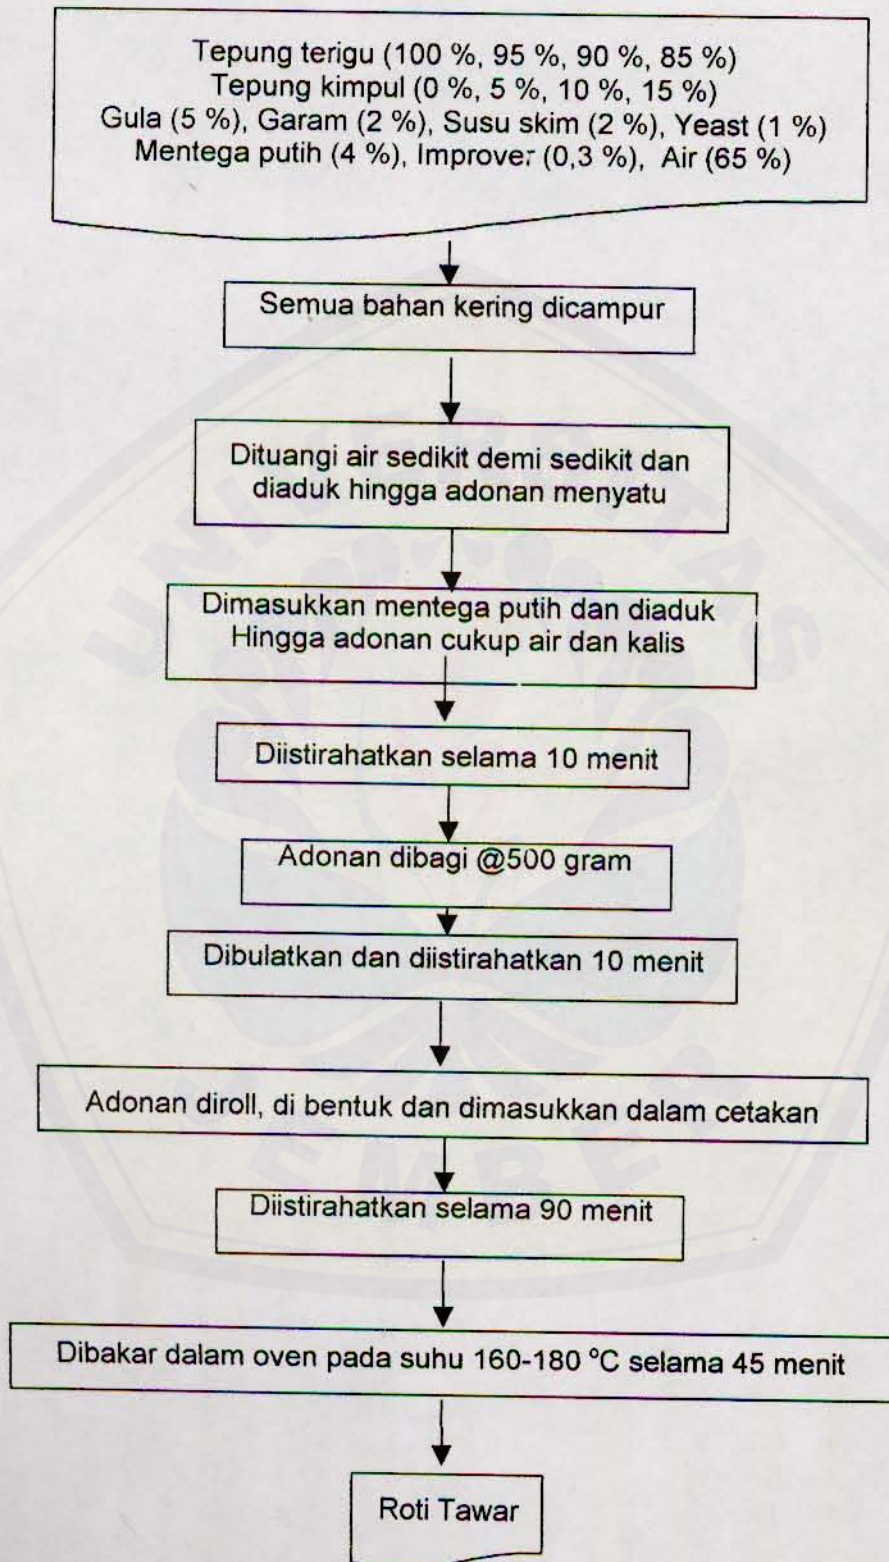 Tepung terigu (100 %, 95 %, 90 %, 85 %)
Tepung kimpul (0 %, 5 %, 10 %, 15 %)
Gula (5 %), Garam (2 %), Susu skim (2 %), Yeast (1 %)
Mentega putih (4 %), Improver (0,3 %), Air (65 %)
Semua bahan kering dicampur
Dituangi air sedikit demi sedikit dan
diaduk hingga adonan menyatu
Dimasukkan mentega putih dan diaduk
Hingga adonan cukup air dan kalis
Diistirahatkan selama 10 menit
Adonan dibagi @500 gram
Dibulatkan dan diistirahatkan 10 menit
Adonan diroll, di bentuk dan dimasukkan dalam cetakan
Diistirahatkan selama 90 menit
Dibakar dalam oven pada suhu 160-180 °C selama 45 menit
Roti Tawar
UNIVERSITAS
JEMBER